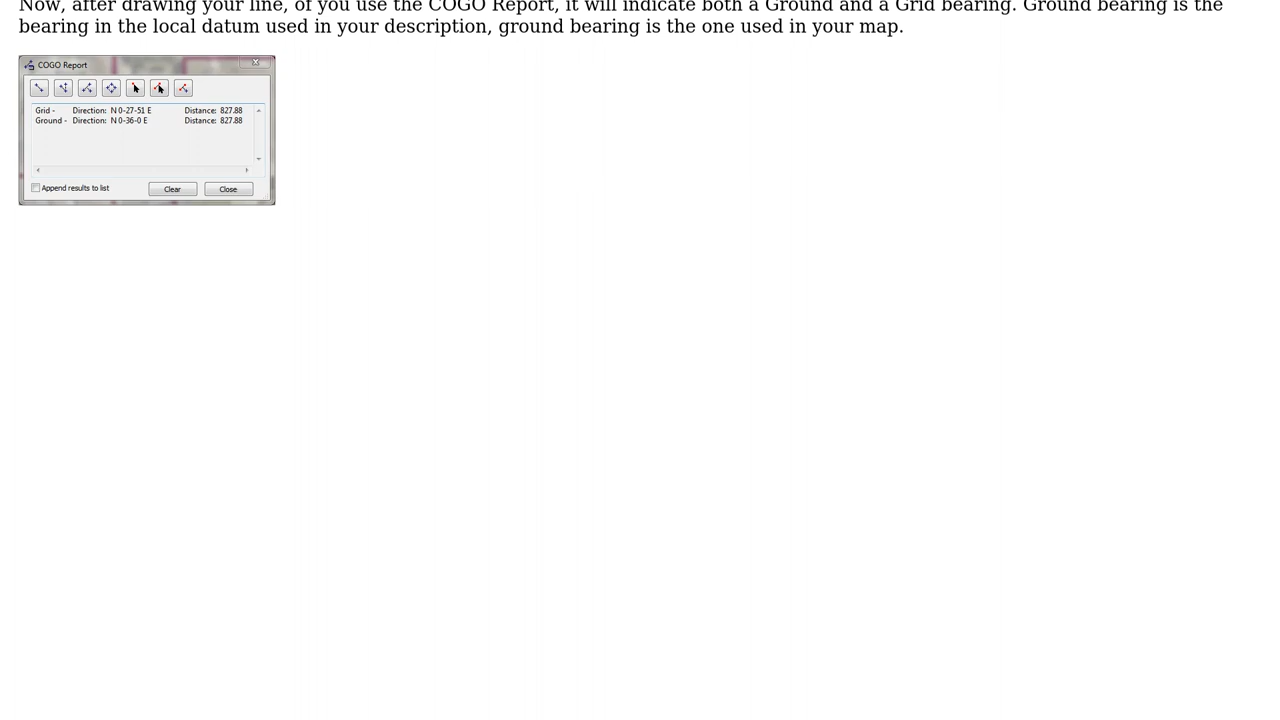 Now, after drawing your line, of you use the COGO Report, it will indicate both a Ground and a Grid bearing. Ground bearing is the
bearing in the local datum used in your description, ground bearing is the one used in your map.
COGO Report
Grid - Direction: N 0-27-51 E Distance: 827.88
Ground - Direction: N 0-36-0 E Distance: 827.88
Append results to list
Clear Close